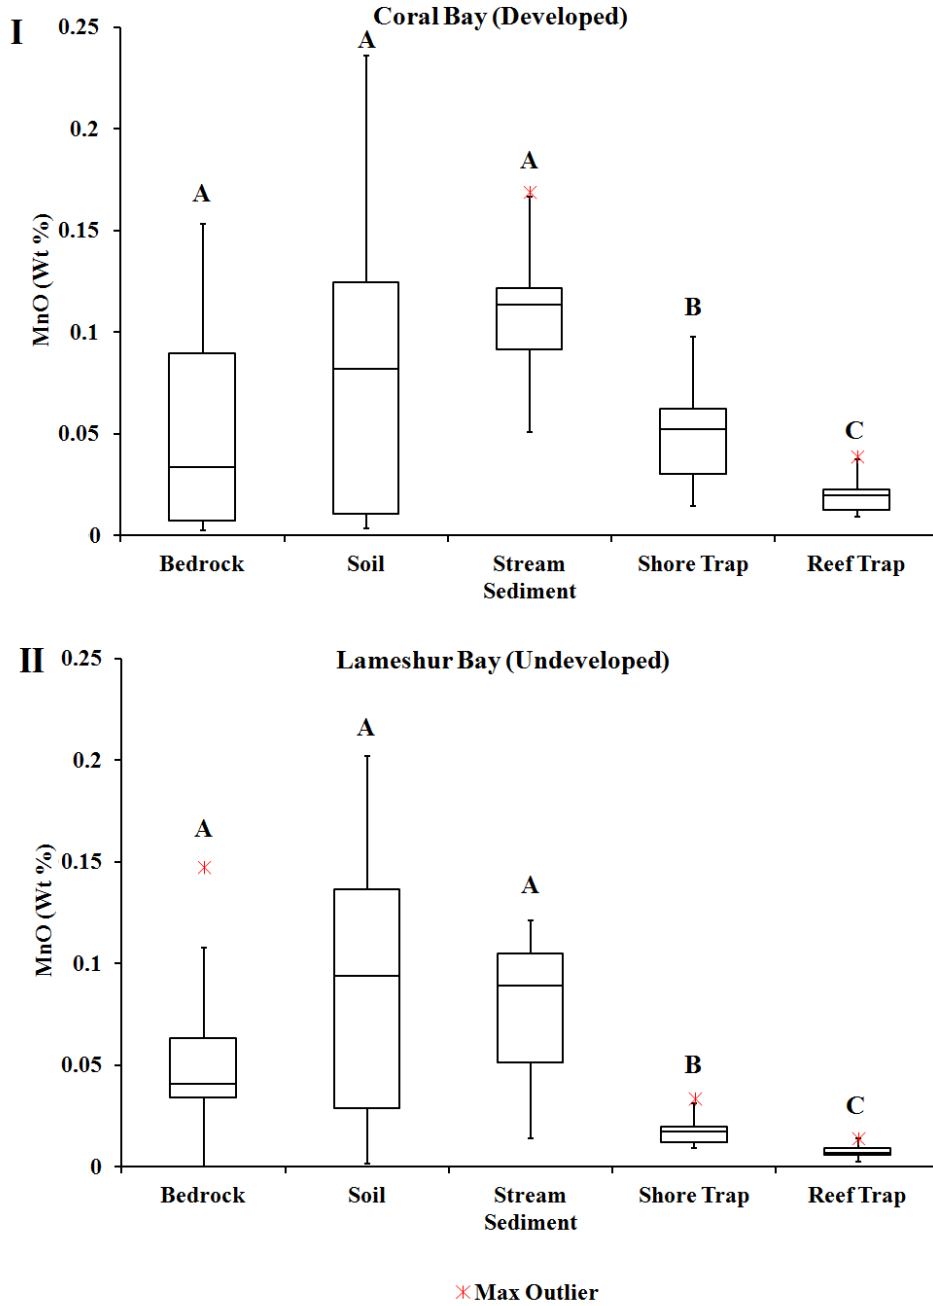 I
Coral Bay (Developed)
MnO (Wt %)
0.25
0.2
0.15
0.1
0.05
0
A
A
A
B
C
Bedrock
Soil
Stream
Sediment
Shore Trap
Reef Trap
II
Lameshur Bay (Undeveloped)
MnO (Wt %)
0.25
0.2
0.15
0.1
0.05
0
A
A
A
B
C
Bedrock
Soil
Stream
Sediment
Shore Trap
Reef Trap
Max Outlier